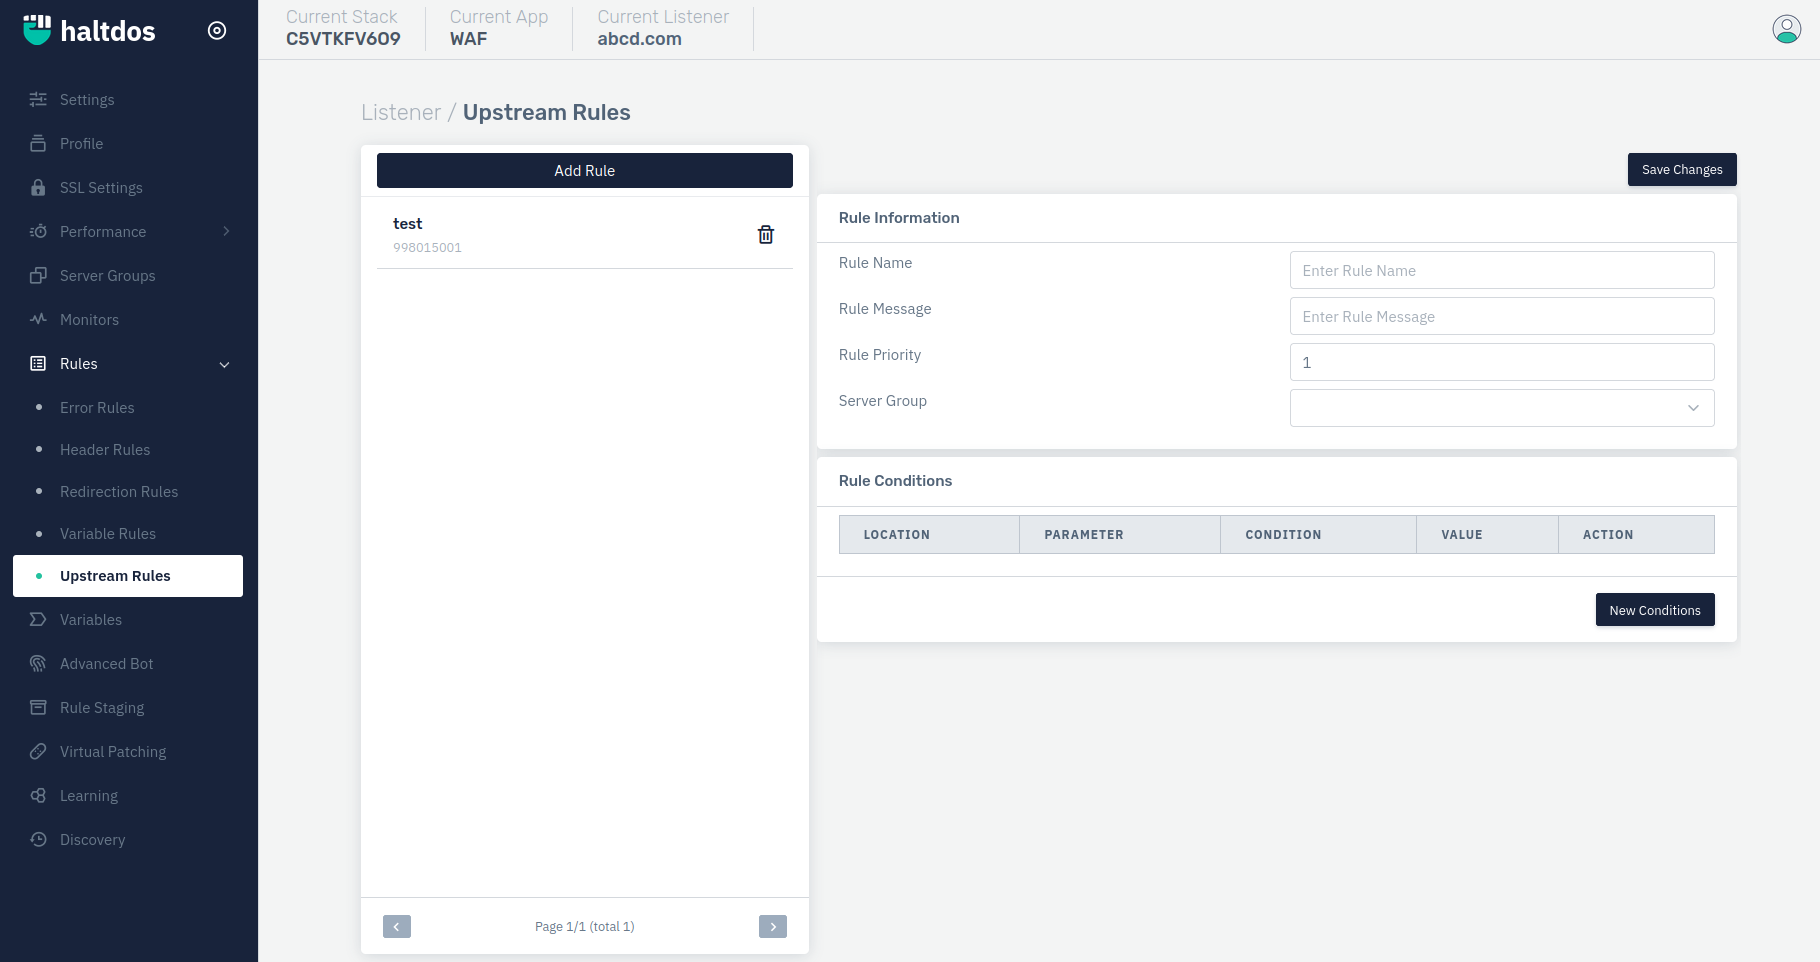 haltdos
Current Stack
C5VTKFV6O9
Current App
WAF
Current Listener
abcd.com
Settings
Profile
SSL Settings
Performance
Server Groups
Monitors
Rules
Error Rules
Header Rules
Redirection Rules
Variable Rules
Upstream Rules
Variables
Advanced Bot
Rule Staging
Virtual Patching
Learning
Discovery
Listener / Upstream Rules
Add Rule
test
998015001
Page 1/1 (total 1)
Save Changes
Rule Information
Rule Name
Enter Rule Name
Rule Message
Enter Rule Message
Rule Priority
1
Server Group
Rule Conditions
LOCATION PARAMETER CONDITION VALUE ACTION
New Conditions